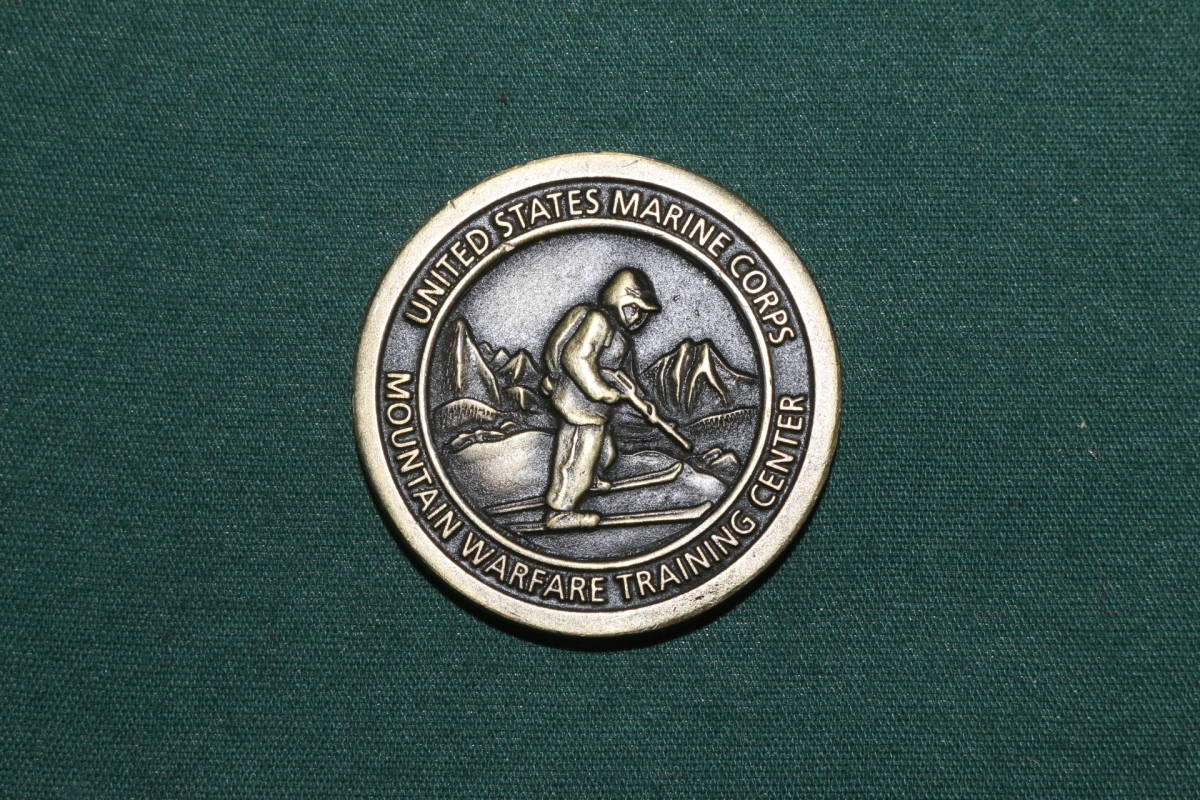 UNITED STATES MARINE CORPS
MOUNTAIN WARFARE TRAINING CENTER